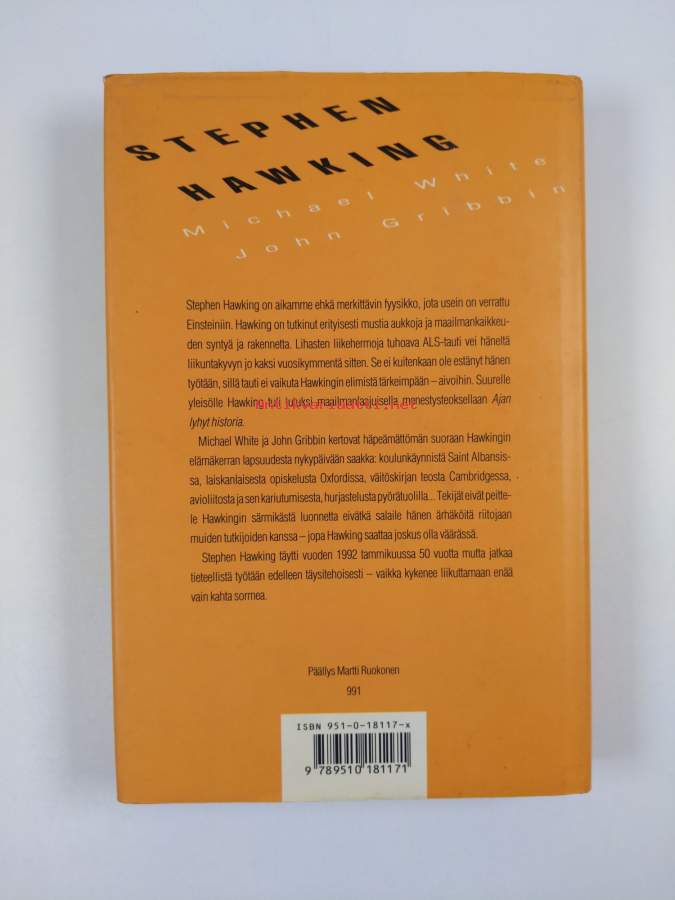 STEPHEN
HAWKING
Michael White
John Gribbin
Stephen Hawking on aikamme ehkä merkittävin fyysikko, jota usein on verrattu
Einsteiniin. Hawking on tutkinut erityisesti mustia aukkoja ja maailmankaikkeu-
den syntyä ja rakennetta. Lihasten liikehermoja tuhoava ALS-tauti vei häneltä
liikuntakyvyn jo kaksi vuosikymmentä sitten. Se ei kuitenkaan ole estänyt hänen
työtään, sillä tauti ei vaikuta Hawkingin elimistä tärkeimpään – aivoihin. Suurelle
yleisölle Hawking tuli tutuksi maailmanlaajuisella menestysteoksellaan Ajan
Antikvariaatti.net
lyhyt historia.
Michael White ja John Gribbin kertovat häpeämättömän suoraan Hawkingin
elämäkerran lapsuudesta nykypäivään saakka: koulunkäynnistä Saint Albansis-
sa, laiskanlaisesta opiskelusta Oxfordissa, väitöskirjan teosta Cambridgessa,
avioliitosta ja sen kariutumisesta, hurjastelusta pyörätuolilla... Tekijät eivät peitte-
le Hawkingin särmikästä luonnetta eivätkä salaile hänen ärhäköitä riitojaan
muiden tutkijoiden kanssa – jopa Hawking saattaa joskus olla väärässä.
Stephen Hawking täytti vuoden 1992 tammikuussa 50 vuotta mutta jatkaa
tieteellistä työtään edelleen täysitehoisesti – vaikka kykenee liikuttamaan enää
vain kahta sormea.
Päällys Martti Ruokonen
991
ISBN 951-0-18117-x
9 789510 181171